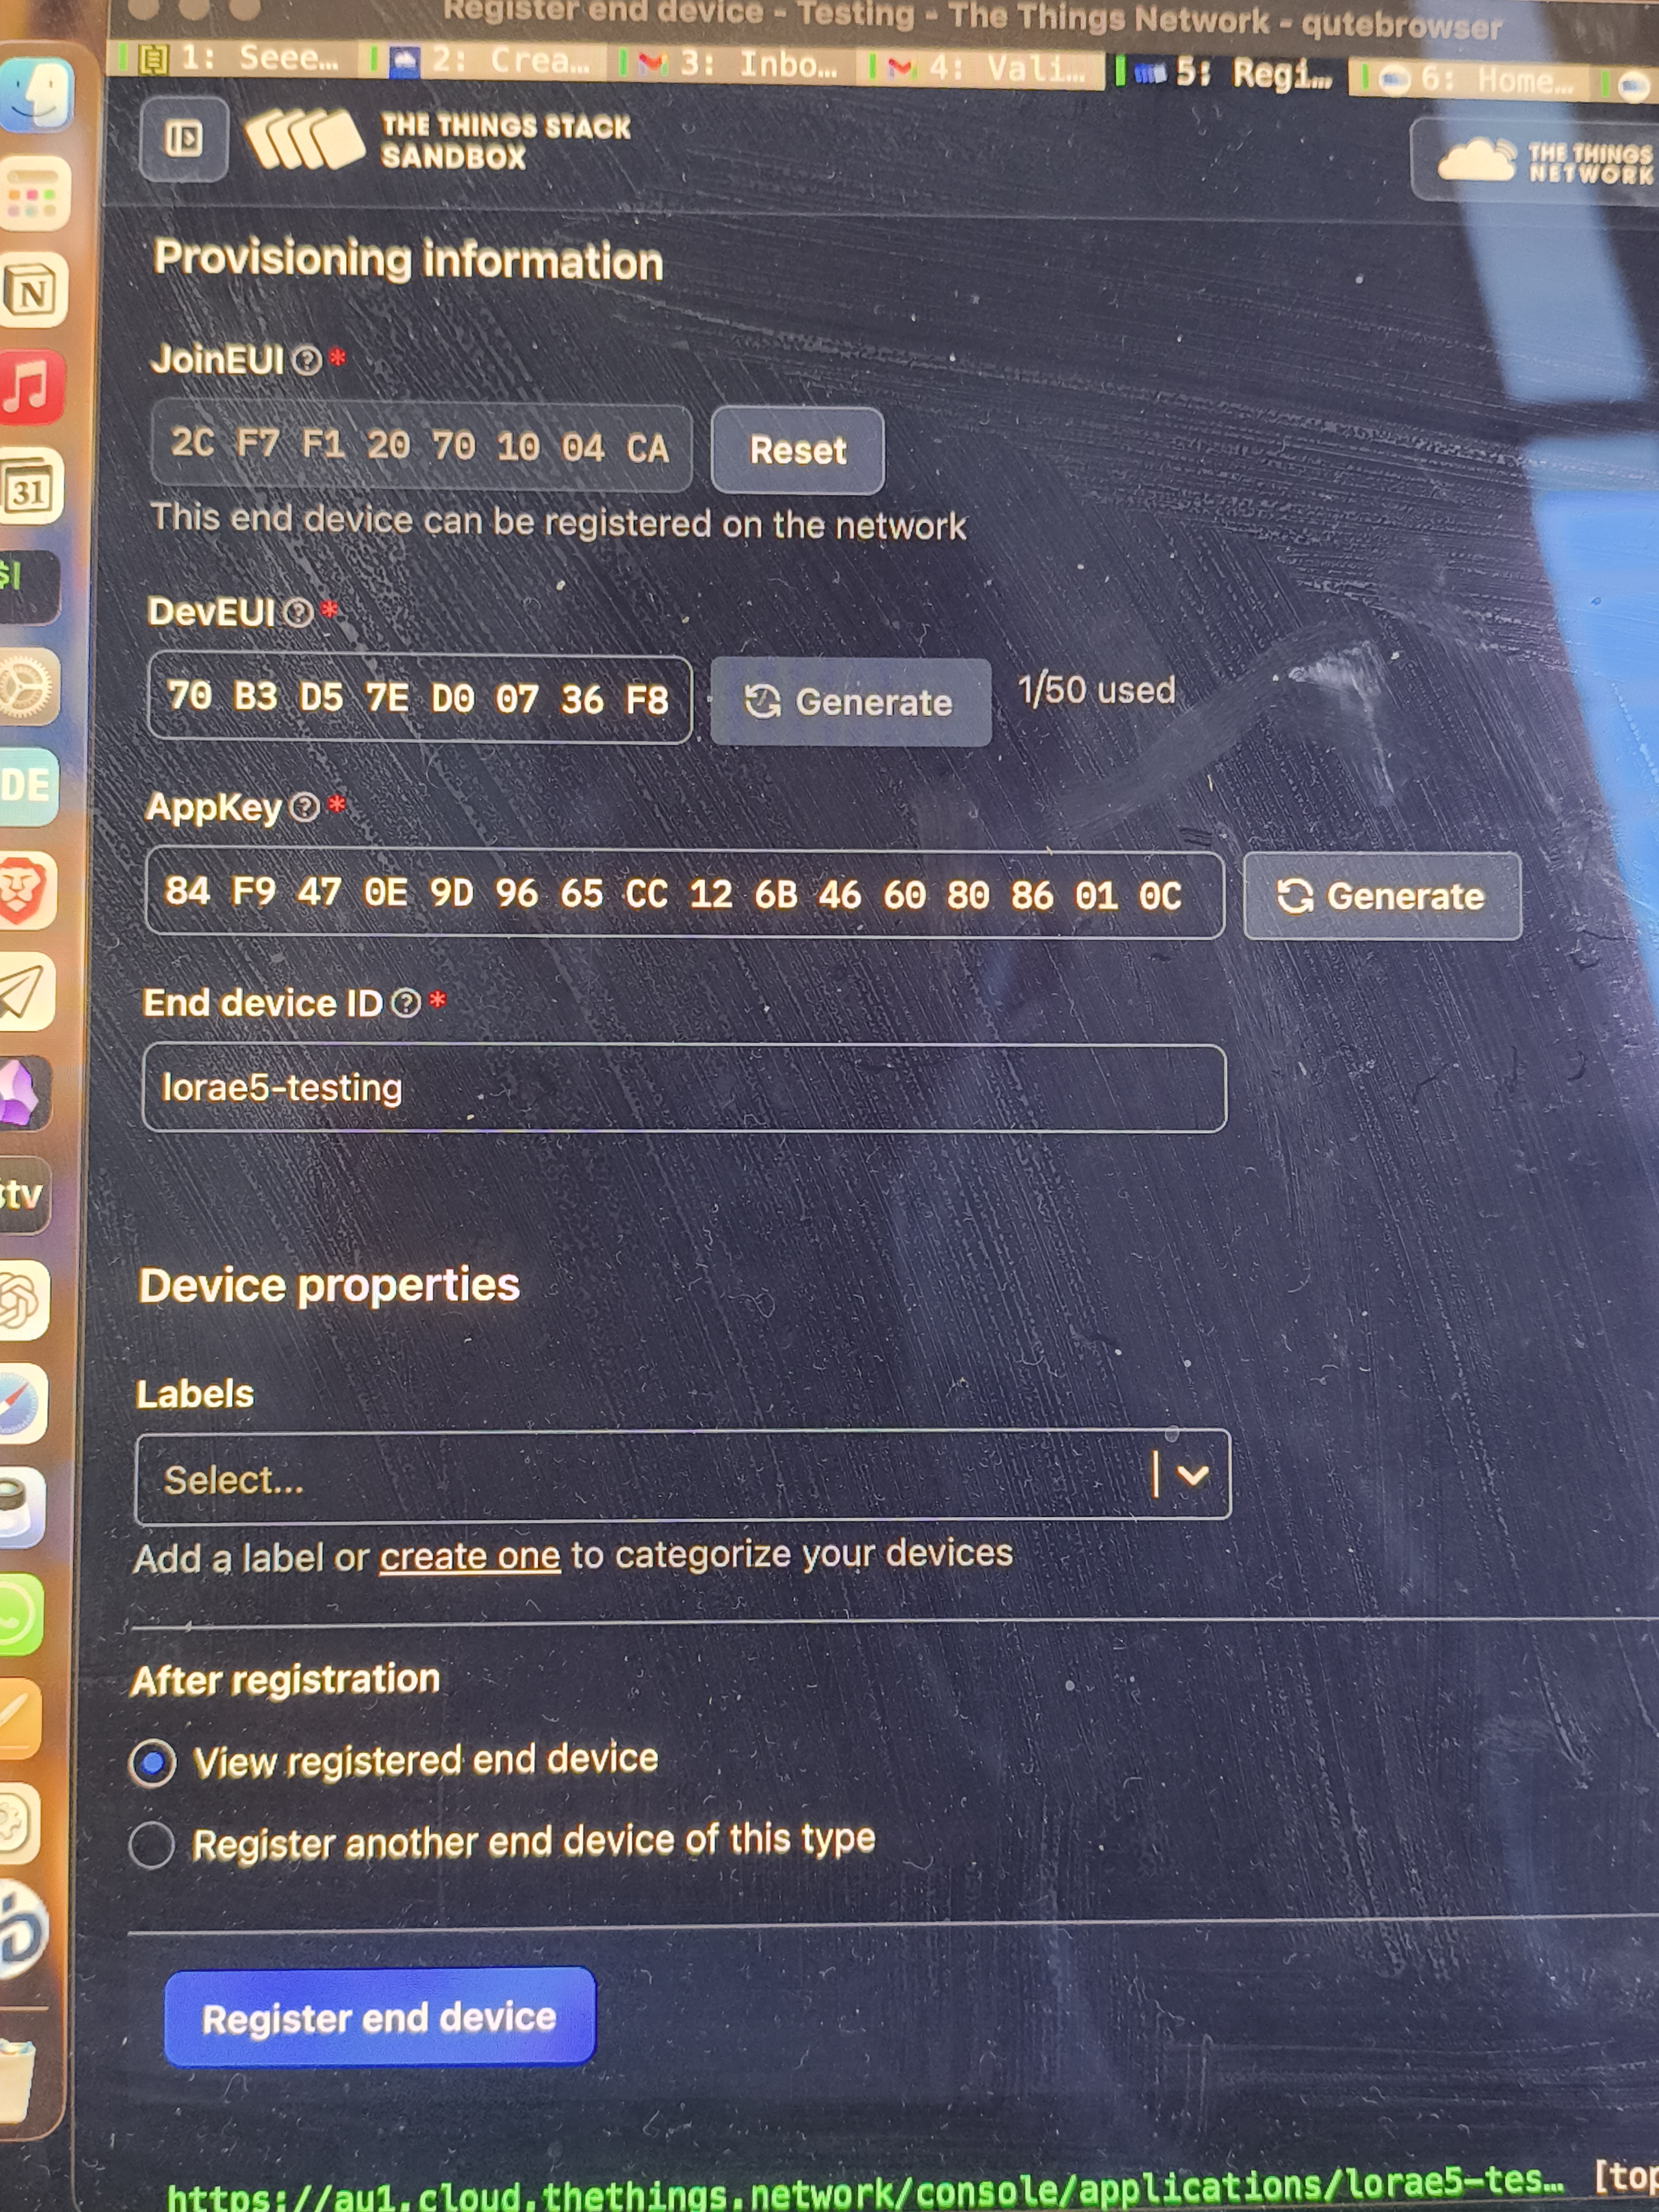 Register end device - Testing - The Things Network - qutebrowser
1: Seee… 2: Crea… 3: Inbo… 4: Vali… 5: Regi… 6: Home…
THE THINGS STACK
SANDBOX
THE THINGS
NETWORK
Provisioning information
JoinEUI *
2C F7 F1 20 70 10 04 CA
Reset
This end device can be registered on the network
DevEUI *
70 B3 D5 7E D0 07 36 F8
Generate
1/50 used
AppKey *
84 F9 47 0E 9D 96 65 CC 12 6B 46 60 80 86 01 0C
Generate
End device ID *
lorae5-testing
Device properties
Labels
Select...
Add a label or create one to categorize your devices
After registration
View registered end device
Register another end device of this type
Register end device
https://au1.cloud.thethings.network/console/applications/lorae5-tes… [top
N
31
$
DE
tv